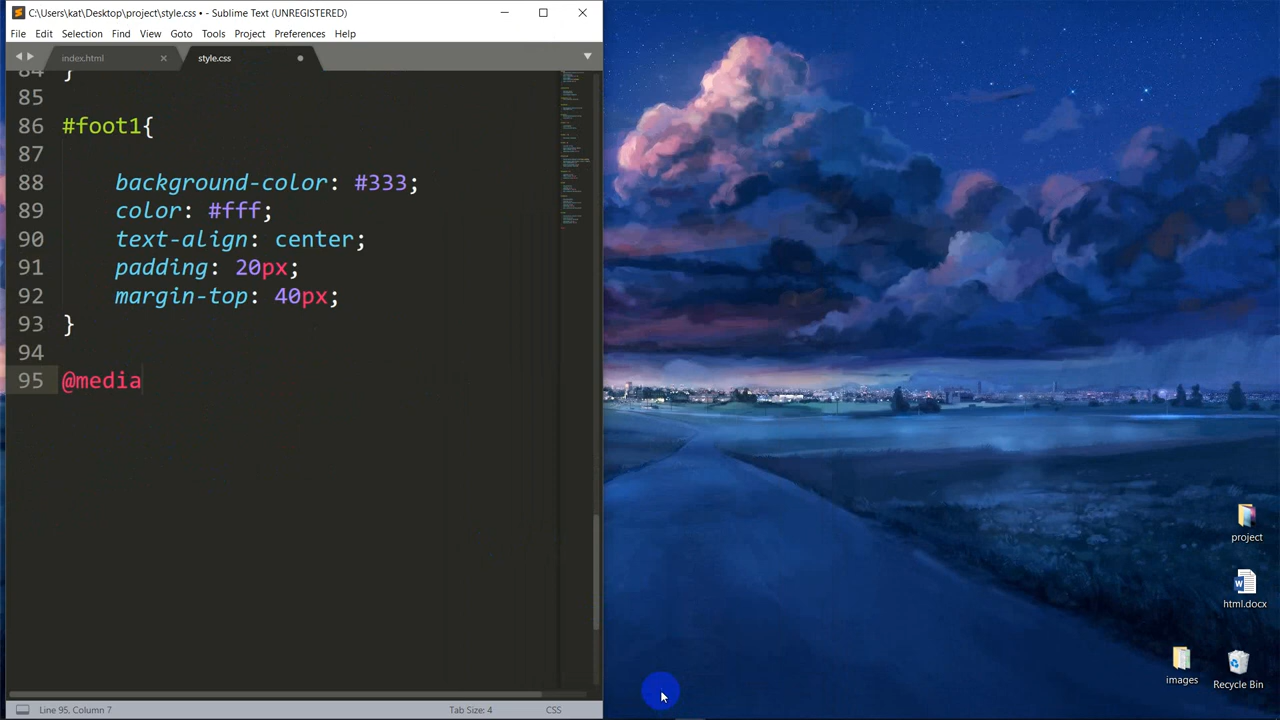 C:\Users\kat\Desktop\project\style.css • - Sublime Text (UNREGISTERED)
File Edit Selection Find View Goto Tools Project Preferences Help
index.html style.css
84 }
85
86 #foot1{
87
88 background-color: #333;
89 color: #fff;
90 text-align: center;
91 padding: 20px;
92 margin-top: 40px;
93 }
94
95 @media
project
html.docx
images
Recycle Bin
Line 95, Column 7 Tab Size: 4 CSS